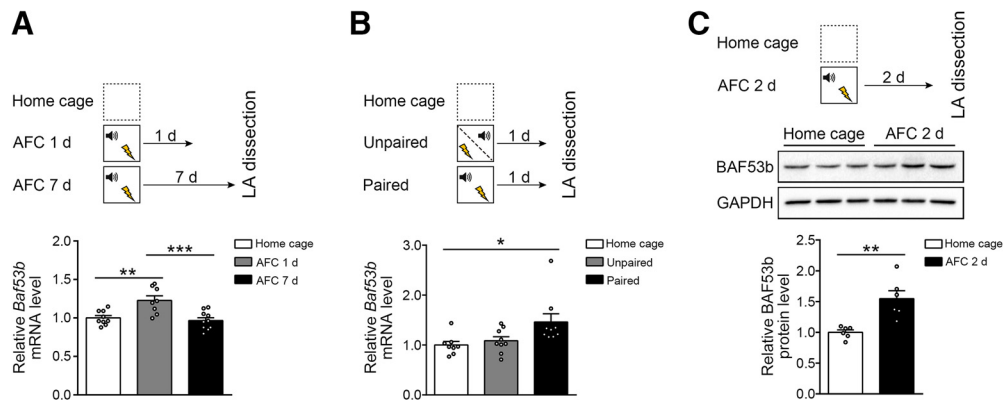 A
Home cage
AFC 1 d
1 d
AFC 7 d
7 d
LA dissection
Relative Baf53b
mRNA level
2.0
1.5
1.0
0.5
0.0
**
***
Home cage
AFC 1 d
AFC 7 d
B
Home cage
Unpaired
1 d
Paired
1 d
LA dissection
Relative Baf53b
mRNA level
3.0
2.0
1.0
0.0
*
Home cage
Unpaired
Paired
C
Home cage
AFC 2 d
2 d
LA dissection
Home cage AFC 2 d
BAF53b
GAPDH
Relative BAF53b
protein level
2.5
2.0
1.5
1.0
0.5
0.0
**
Home cage
AFC 2 d